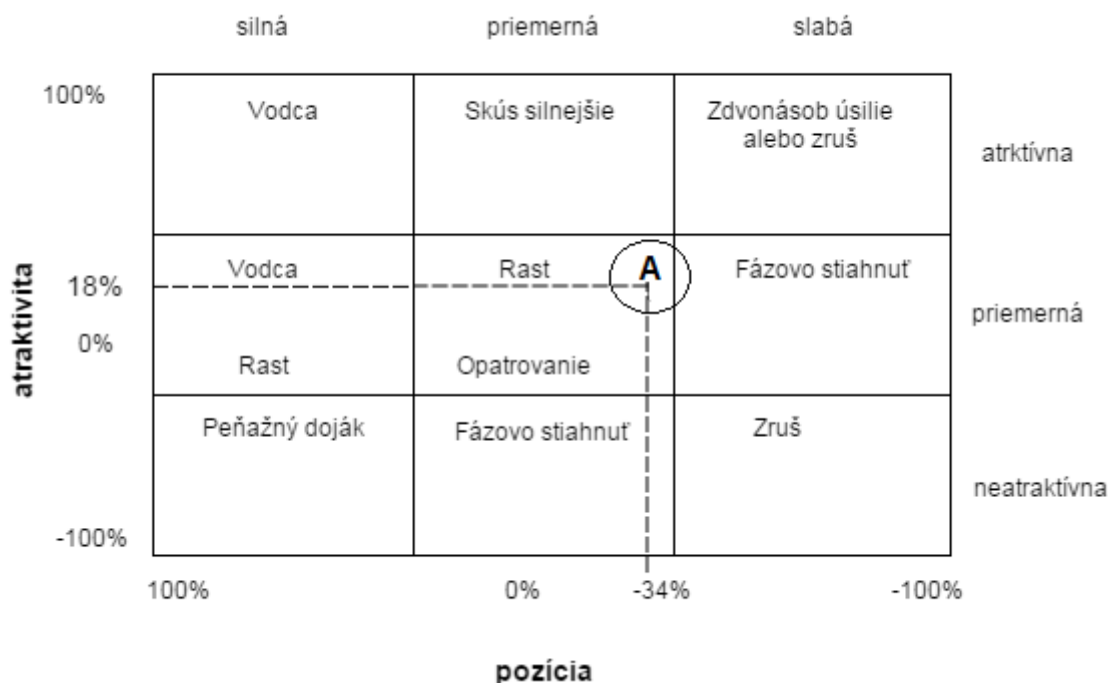 silná priemerná slabá
100%
Vodca Skús silnejšie Zdvonásob úsilie
alebo zruš
atrktívna
atraktivita
Vodca Rast A Fázovo stiahnuť
18%
priemerná
0%
Rast Opatrovanie
Peňažný doják Fázovo stiahnuť Zruš
neatraktívna
-100%
100% 0% -34% -100%
pozícia